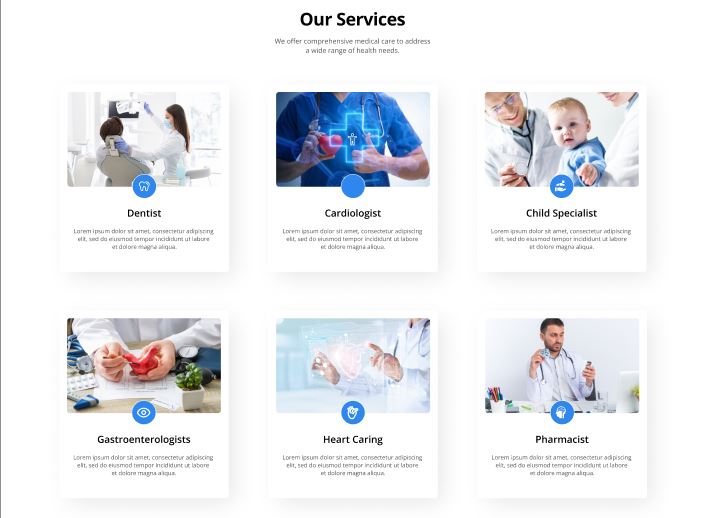 Our Services
We offer comprehensive medical care to address
a wide range of health needs.
Dentist
Lorem ipsum dolor sit amet, consectetur adipiscing
elit, sed do eiusmod tempor incididunt ut labore
et dolore magna aliqua.
Cardiologist
Lorem ipsum dolor sit amet, consectetur adipiscing
elit, sed do eiusmod tempor incididunt ut labore
et dolore magna aliqua.
Child Specialist
Lorem ipsum dolor sit amet, consectetur adipiscing
elit, sed do eiusmod tempor incididunt ut labore
et dolore magna aliqua.
Gastroenterologists
Lorem ipsum dolor sit amet, consectetur adipiscing
elit, sed do eiusmod tempor incididunt ut labore
et dolore magna aliqua.
Heart Caring
Lorem ipsum dolor sit amet, consectetur adipiscing
elit, sed do eiusmod tempor incididunt ut labore
et dolore magna aliqua.
Pharmacist
Lorem ipsum dolor sit amet, consectetur adipiscing
elit, sed do eiusmod tempor incididunt ut labore
et dolore magna aliqua.